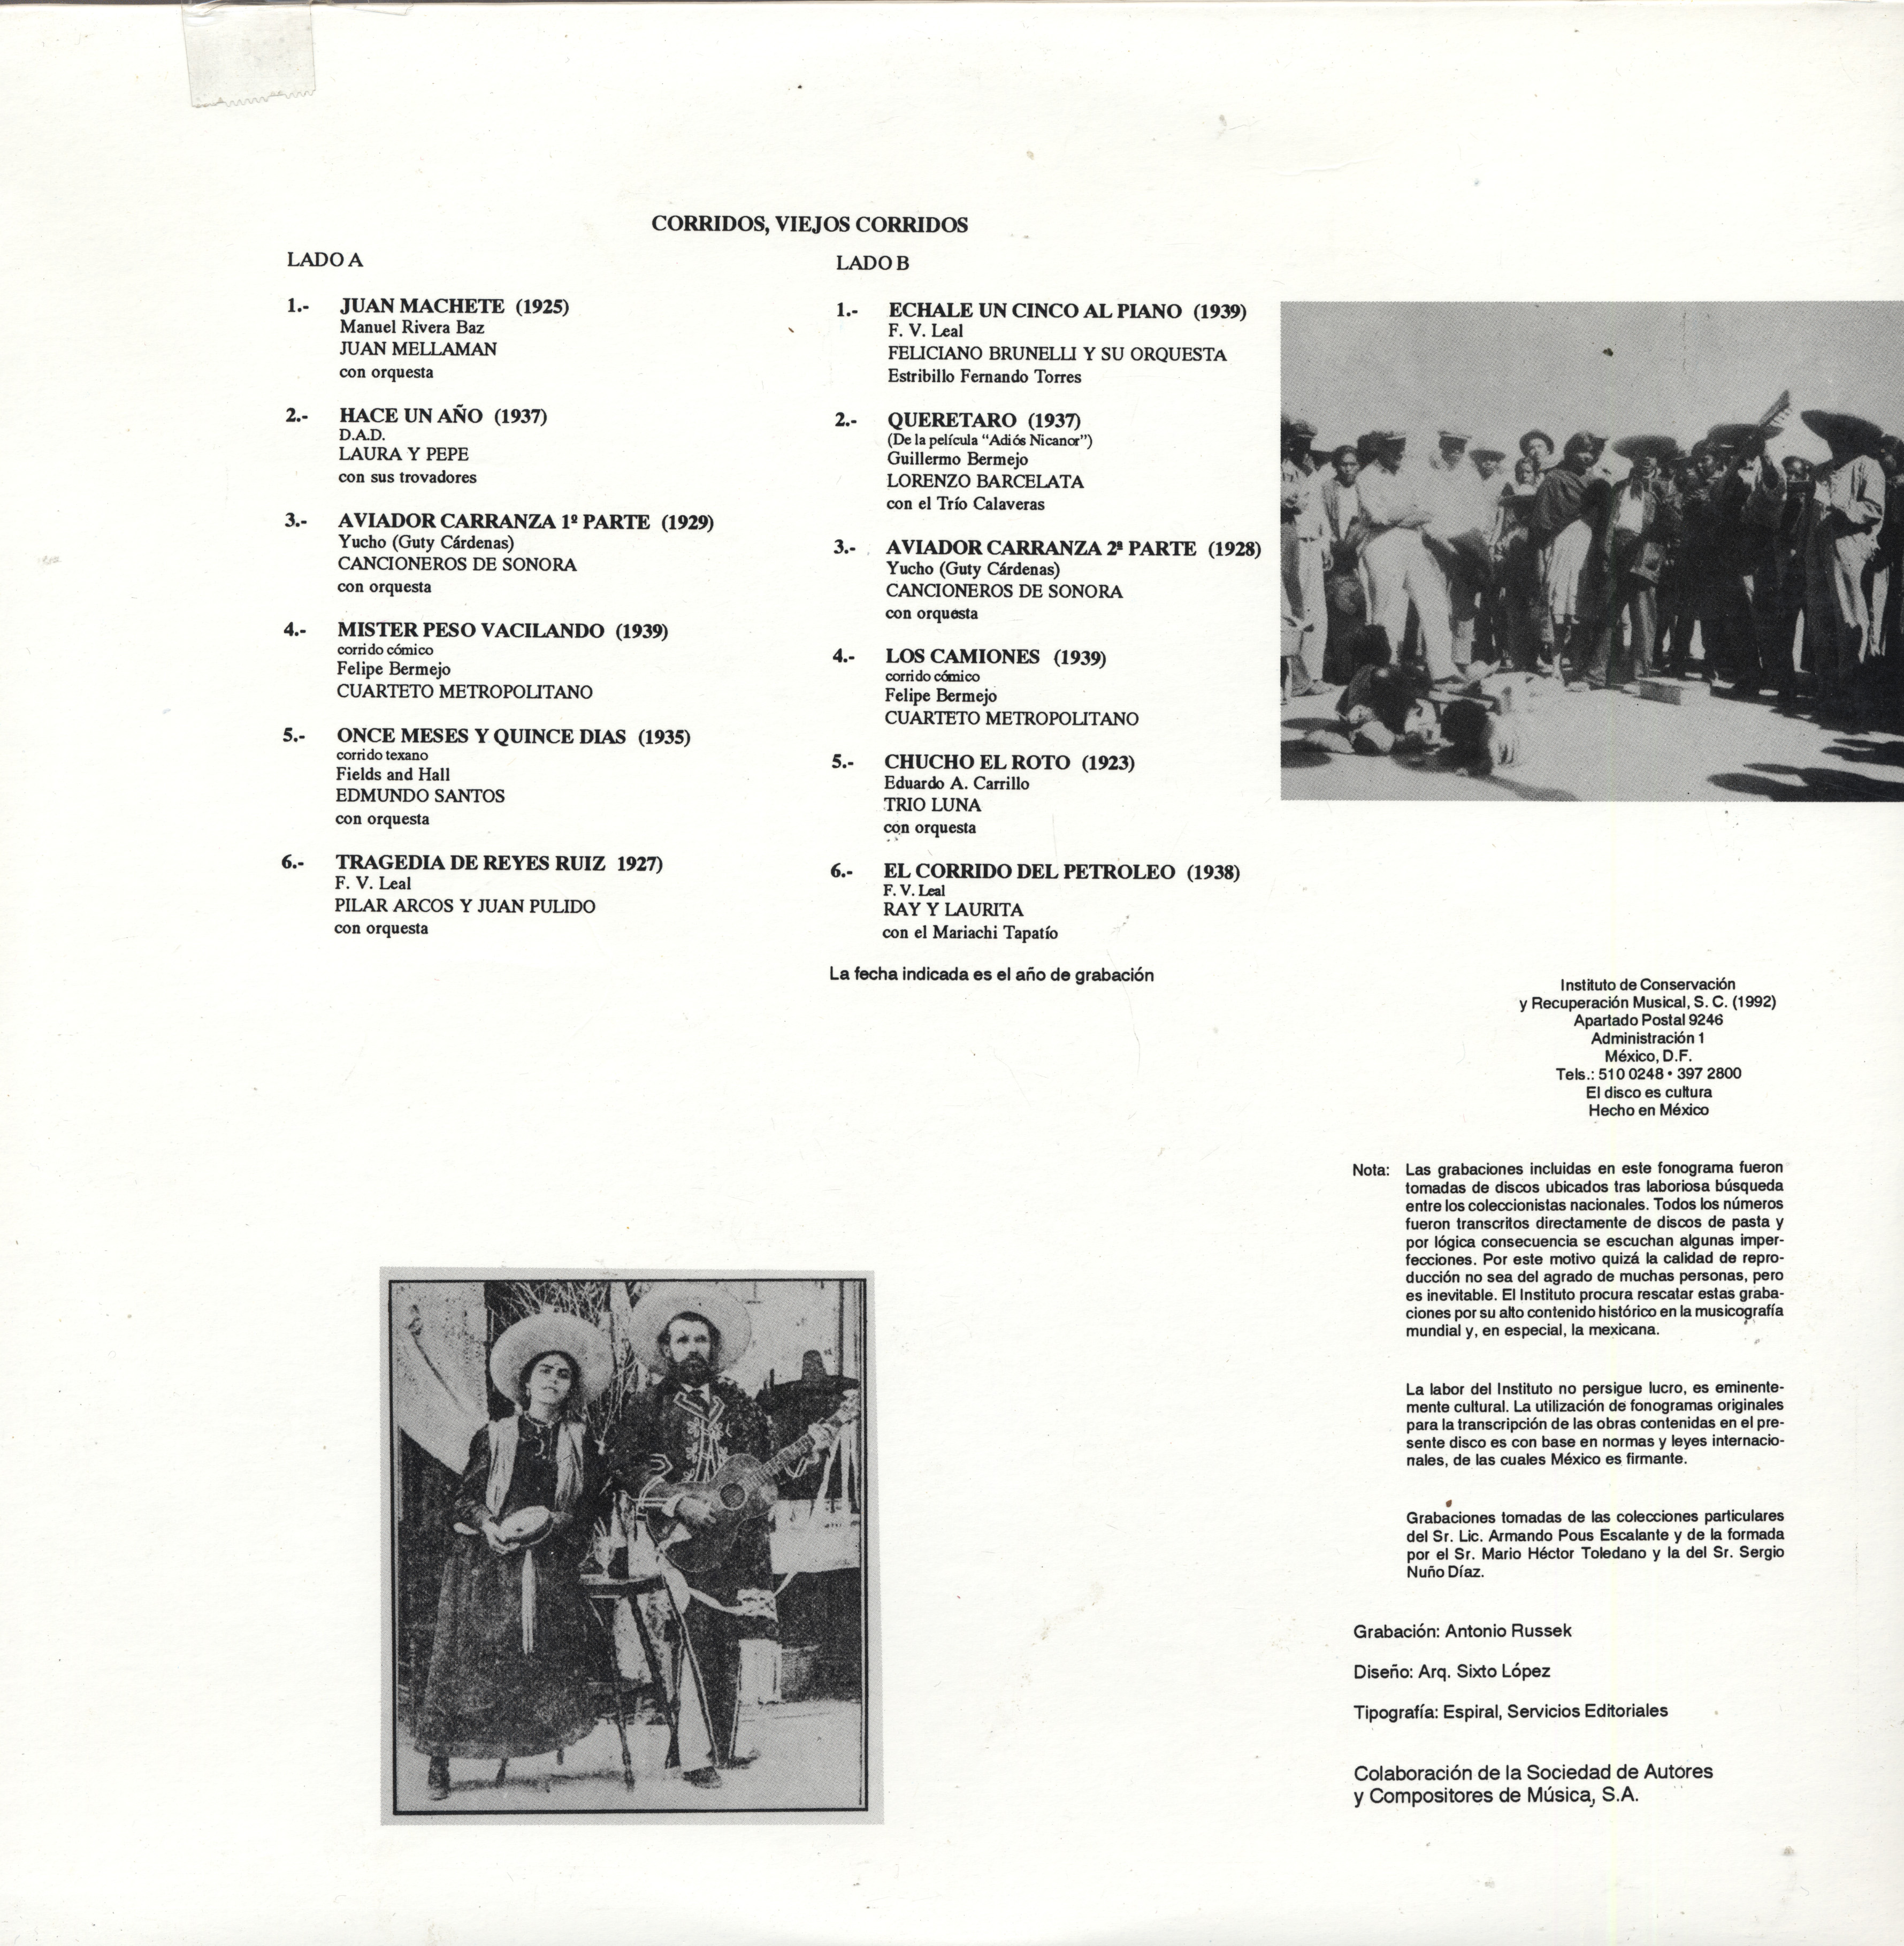 CORRIDOS, VIEJOS CORRIDOS
LADO A
1.- JUAN MACHETE (1925)
Manuel Rivera Baz
JUAN MELLAMAN
con orquesta
2.- HACE UN AÑO (1937)
D.A.D.
LAURA Y PEPE
con sus trovadores
3.- AVIADOR CARRANZA 1º PARTE (1929)
Yucho (Guty Cárdenas)
CANCIONEROS DE SONORA
con orquesta
4.- MISTER PESO VACILANDO (1939)
corrido cómico
Felipe Bermejo
CUARTETO METROPOLITANO
5.- ONCE MESES Y QUINCE DIAS (1935)
corrido texano
Fields and Hall
EDMUNDO SANTOS
con orquesta
6.- TRAGEDIA DE REYES RUIZ 1927)
F. V. Leal
PILAR ARCOS Y JUAN PULIDO
con orquesta
LADO B
1.- ECHALE UN CINCO AL PIANO (1939)
F. V. Leal
FELICIANO BRUNELLI Y SU ORQUESTA
Estribillo Fernando Torres
2.- QUERETARO (1937)
(De la película “Adiós Nicanor”)
Guillermo Bermejo
LORENZO BARCELATA
con el Trío Calaveras
3.- AVIADOR CARRANZA 2ª PARTE (1928)
Yucho (Guty Cárdenas)
CANCIONEROS DE SONORA
con orquesta
4.- LOS CAMIONES (1939)
corrido cómico
Felipe Bermejo
CUARTETO METROPOLITANO
5.- CHUCHO EL ROTO (1923)
Eduardo A. Carrillo
TRIO LUNA
con orquesta
6.- EL CORRIDO DEL PETROLEO (1938)
F. V. Leal
RAY Y LAURITA
con el Mariachi Tapatío
La fecha indicada es el año de grabación
Instituto de Conservación
y Recuperación Musical, S. C. (1992)
Apartado Postal 9246
Administración 1
México, D.F.
Tels.: 510 0248 • 397 2800
El disco es cultura
Hecho en México
Nota: Las grabaciones incluidas en este fonograma fueron
tomadas de discos ubicados tras laboriosa búsqueda
entre los coleccionistas nacionales. Todos los números
fueron transcritos directamente de discos de pasta y
por lógica consecuencia se escuchan algunas imper-
fecciones. Por este motivo quizá la calidad de repro-
ducción no sea del agrado de muchas personas, pero
es inevitable. El Instituto procura rescatar estas graba-
ciones por su alto contenido histórico en la musicografía
mundial y, en especial, la mexicana.
La labor del Instituto no persigue lucro, es eminente-
mente cultural. La utilización de fonogramas originales
para la transcripción de las obras contenidas en el pre-
sente disco es con base en normas y leyes internacio-
nales, de las cuales México es firmante.
Grabaciones tomadas de las colecciones particulares
del Sr. Lic. Armando Pous Escalante y de la formada
por el Sr. Mario Héctor Toledano y la del Sr. Sergio
Nuño Díaz.
Grabación: Antonio Russek
Diseño: Arq. Sixto López
Tipografía: Espiral, Servicios Editoriales
Colaboración de la Sociedad de Autores
y Compositores de Música, S.A.